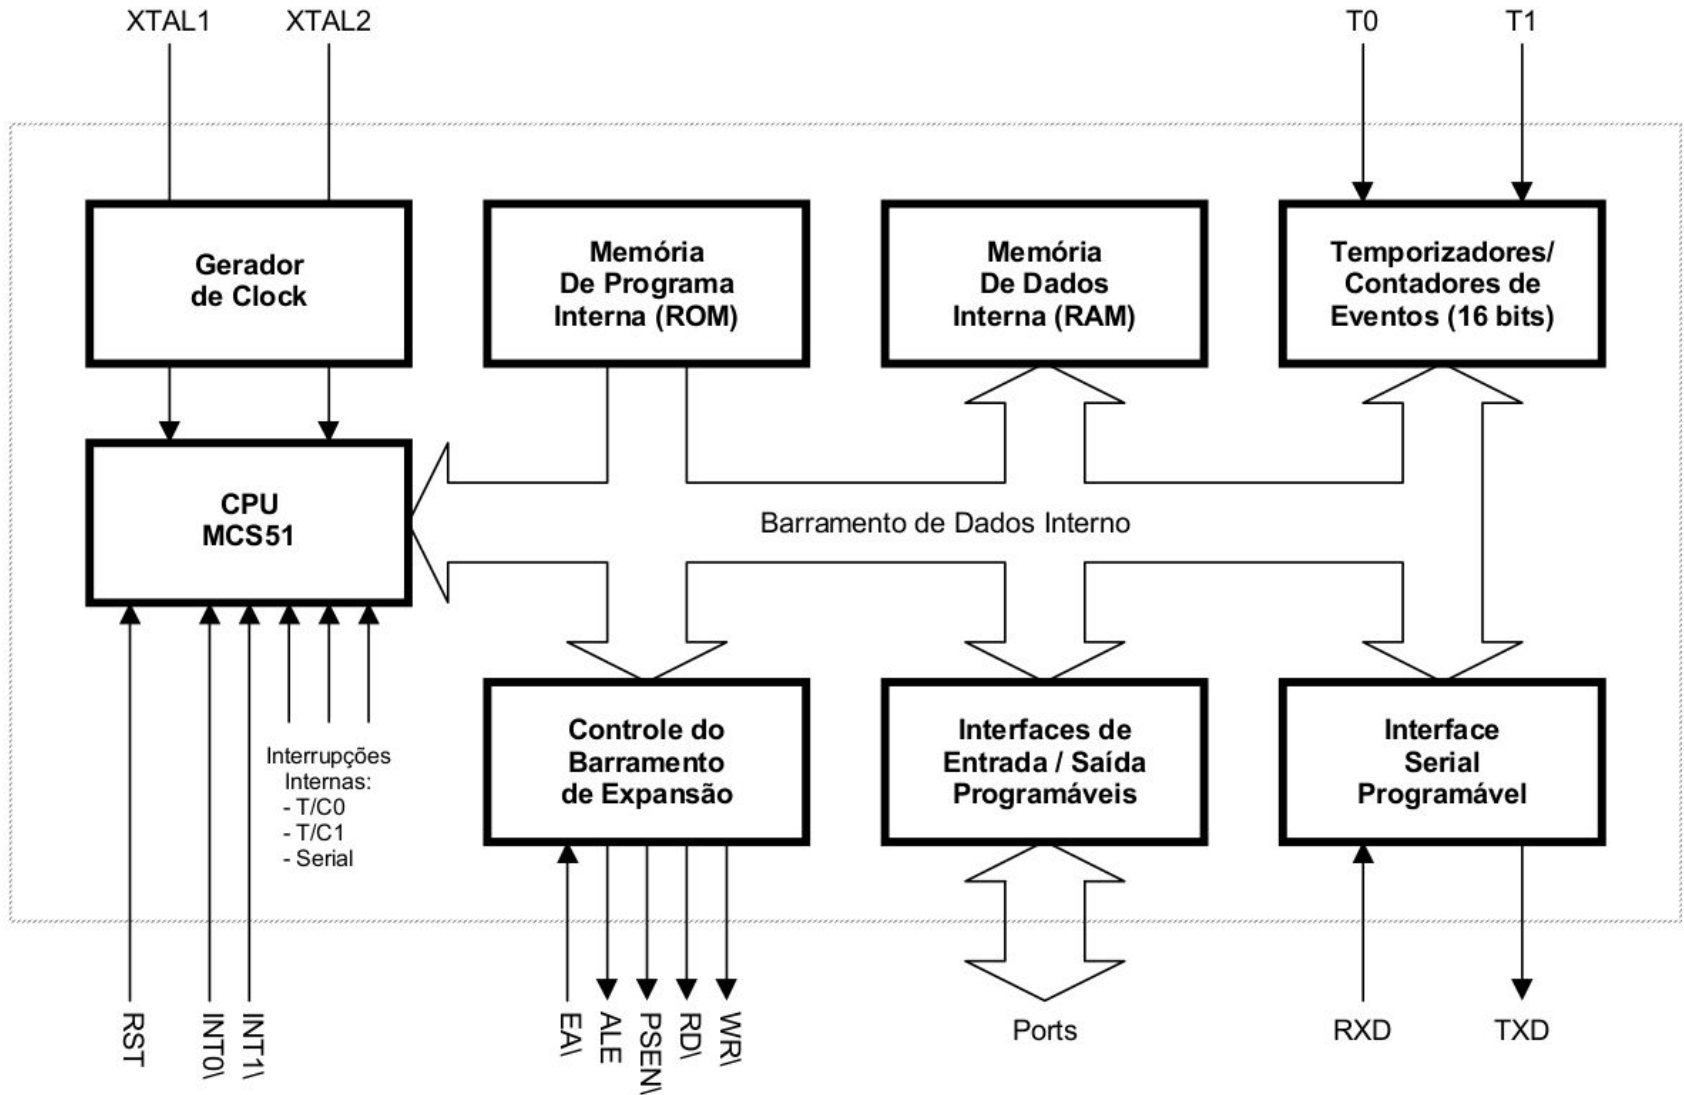 XTAL1
XTAL2
T0
T1
Gerador
de Clock
Memória
De Programa
Interna (ROM)
Memória
De Dados
Interna (RAM)
Temporizadores/
Contadores de
Eventos (16 bits)
CPU
MCS51
Barramento de Dados Interno
Interrupções
Internas:
- T/C0
- T/C1
- Serial
Controle do
Barramento
de Expansão
Interfaces de
Entrada / Saída
Programáveis
Interface
Serial
Programável
RST
INT0\
INT1\
EA\
ALE
PSEN\
RD\
WR\
Ports
RXD
TXD